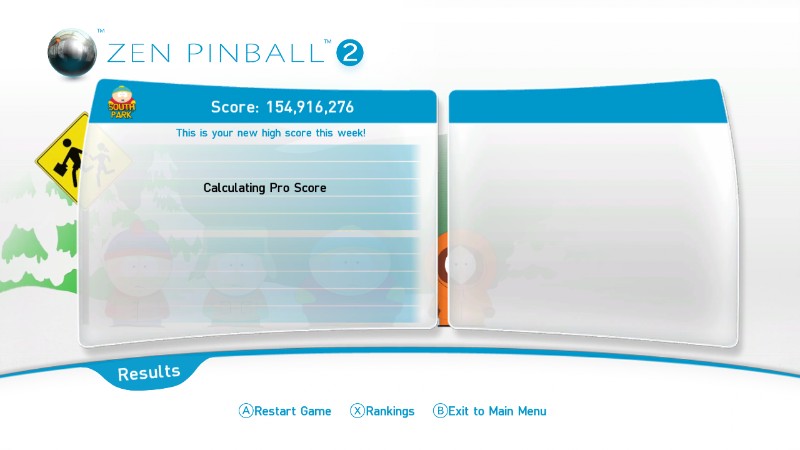 ™ ZEN PINBALL™ 2
SOUTH
PARK
Score: 154,916,276
This is your new high score this week!
Calculating Pro Score
Results
Ⓐ Restart Game Ⓧ Rankings Ⓑ Exit to Main Menu